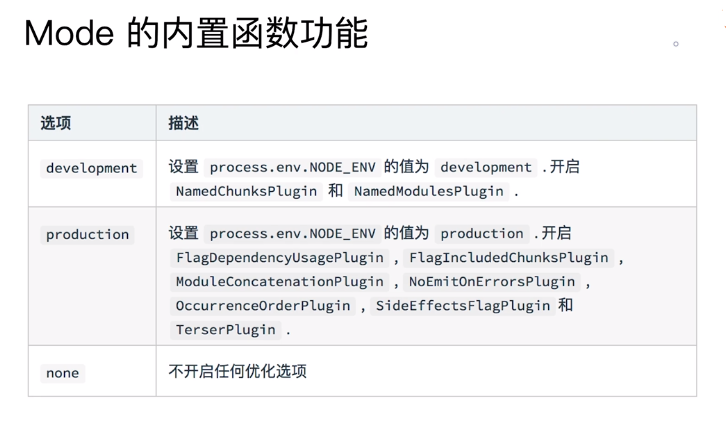 Mode 的内置函数功能
选项 描述
development 设置 process.env.NODE_ENV 的值为 development .开启
NamedChunksPlugin 和 NamedModulesPlugin .
production 设置 process.env.NODE_ENV 的值为 production .开启
FlagDependencyUsagePlugin , FlagIncludedChunksPlugin ,
ModuleConcatenationPlugin , NoEmitOnErrorsPlugin ,
OccurrenceOrderPlugin , SideEffectsFlagPlugin 和
TerserPlugin .
none 不开启任何优化选项